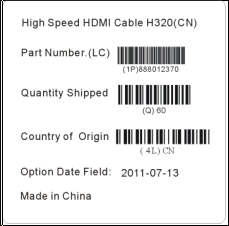 High Speed HDMI Cable H320(CN)
Part Number.(LC)
(1P)888012370
Quantity Shipped
(Q) 60
Country of Origin
( 4L) CN
Option Date Field: 2011-07-13
Made in China